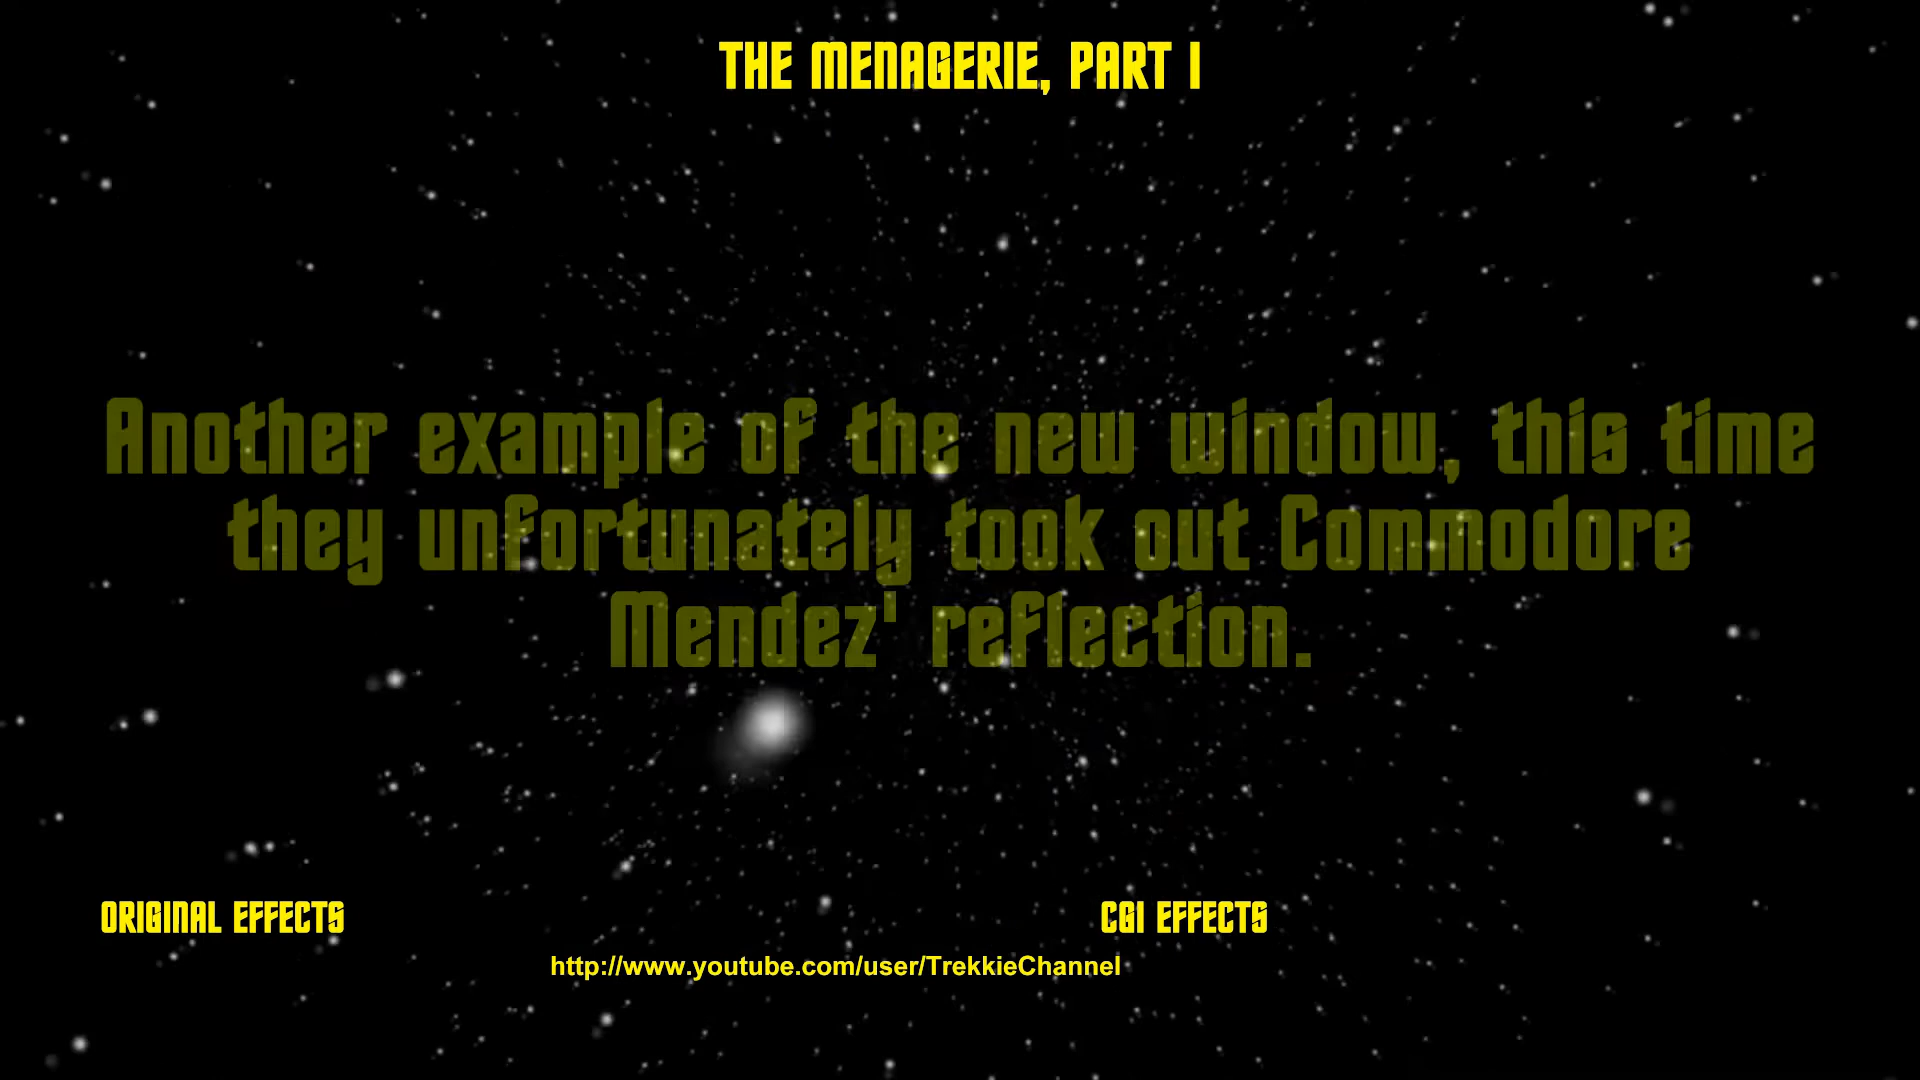 THE MENAGERIE, PART I
Another example of the new window, this time
they unfortunately took out Commodore
Mendez' reflection.
ORIGINAL EFFECTS
CGI EFFECTS
http://www.youtube.com/user/TrekkieChannel